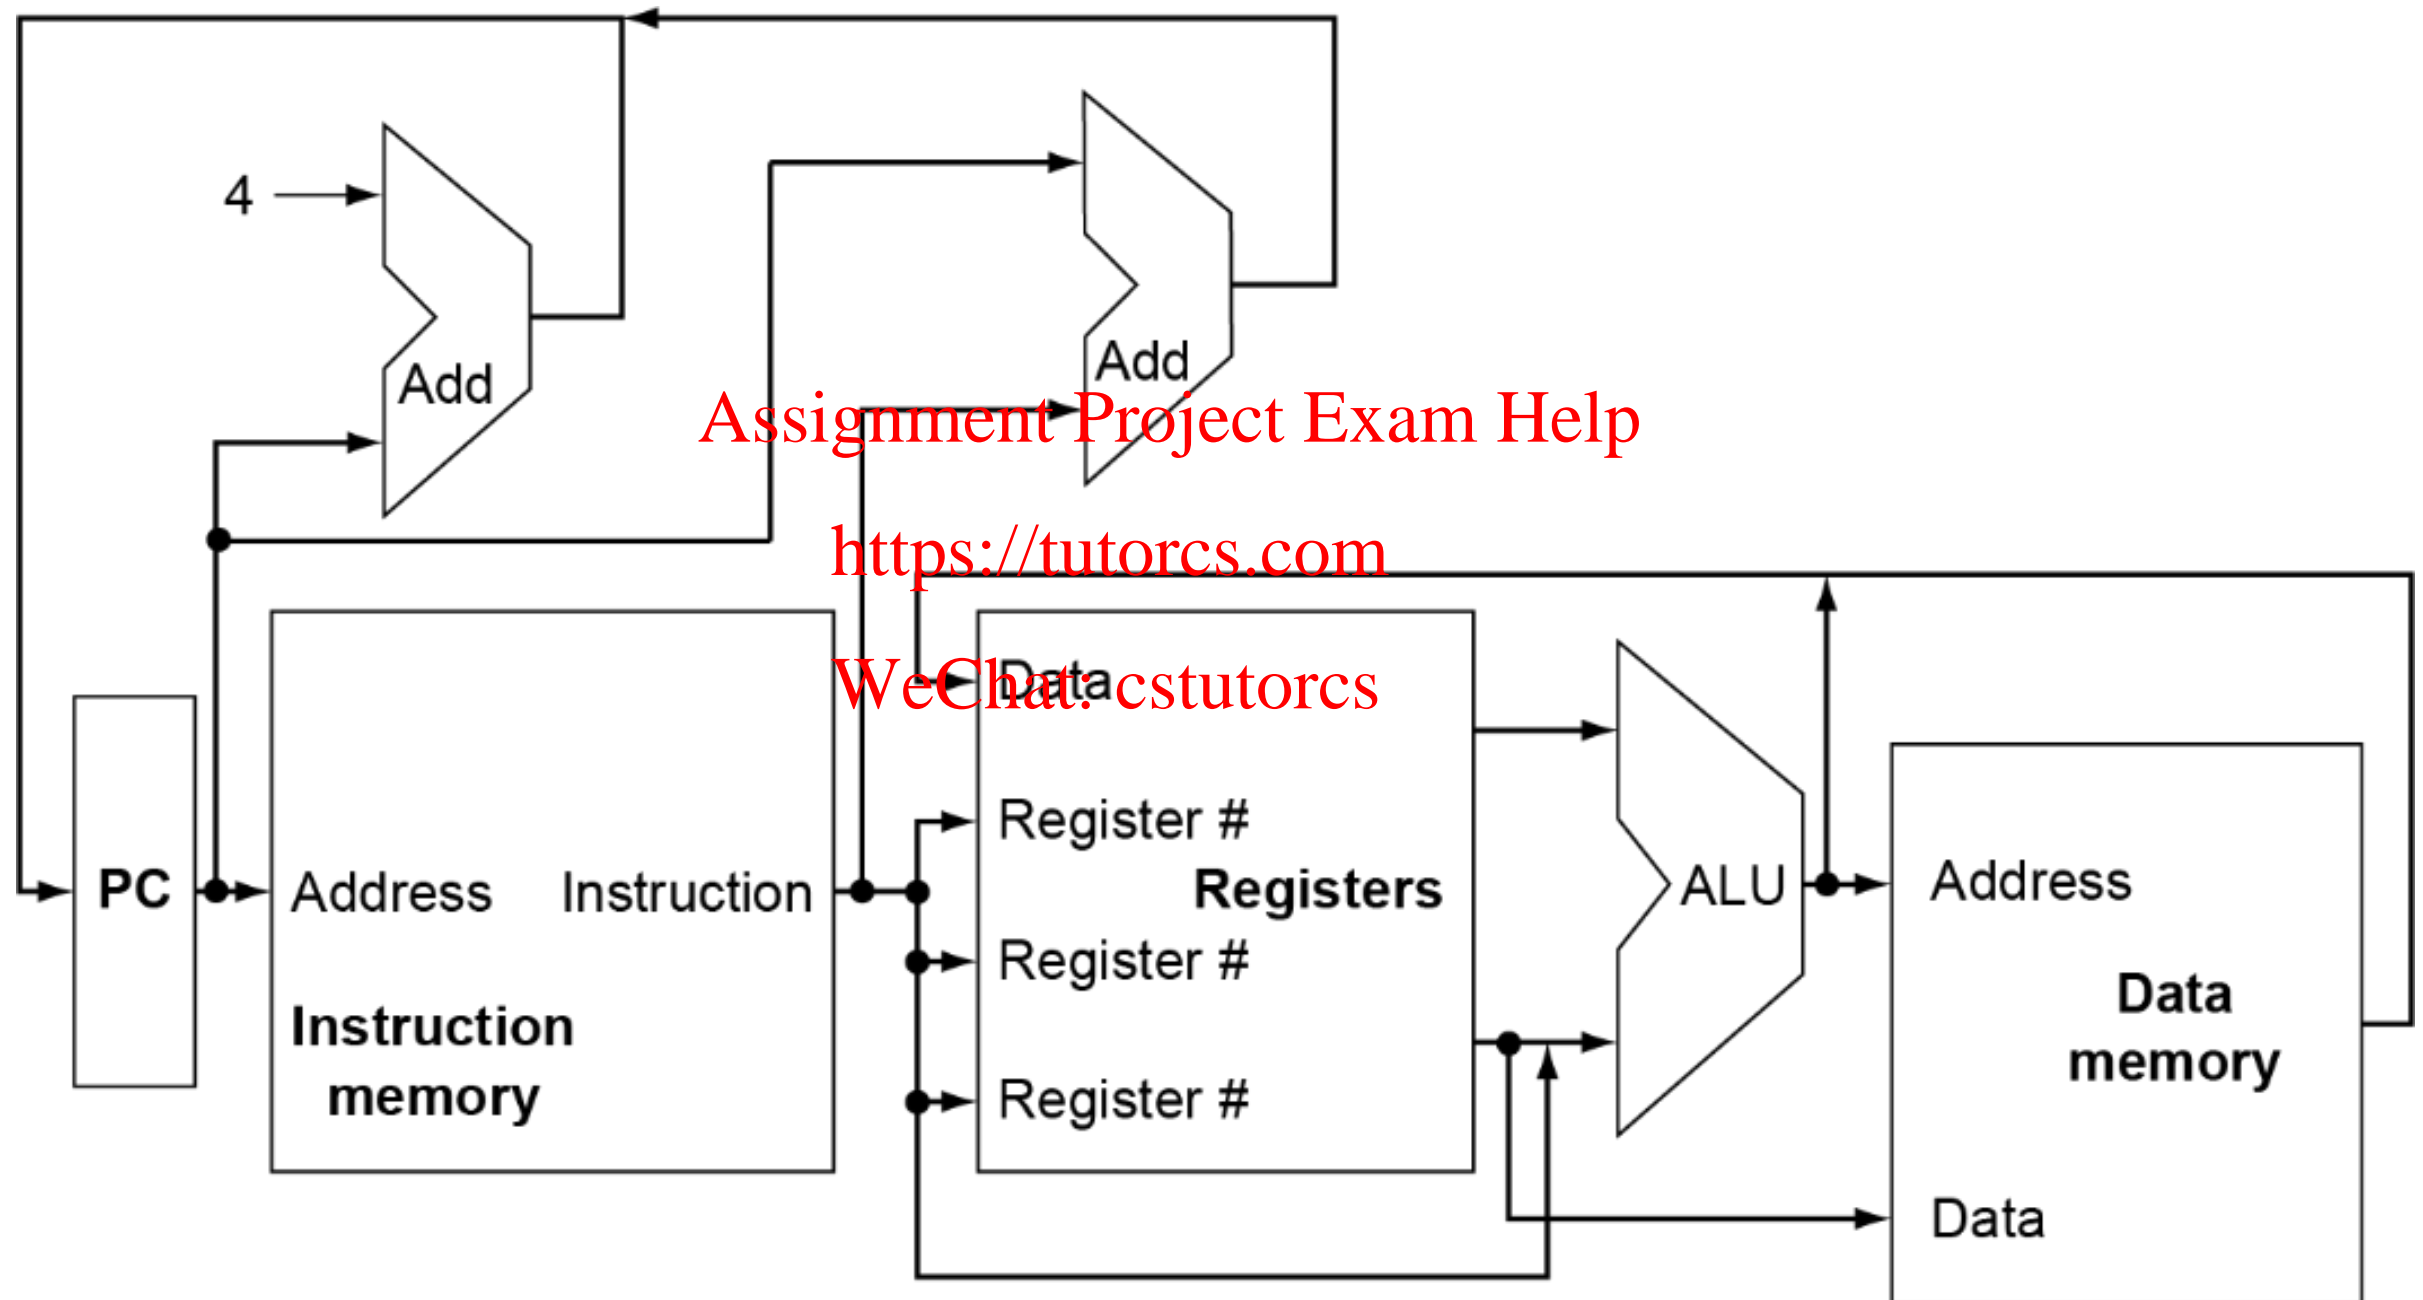 4
Add
Add
Assignment Project Exam Help
https://tutorcs.com
Data
WeChat: cstutorcs
Register #
PC
Address
Instruction
Registers
ALU
Address
Register #
Data
memory
Instruction
memory
Register #
Data